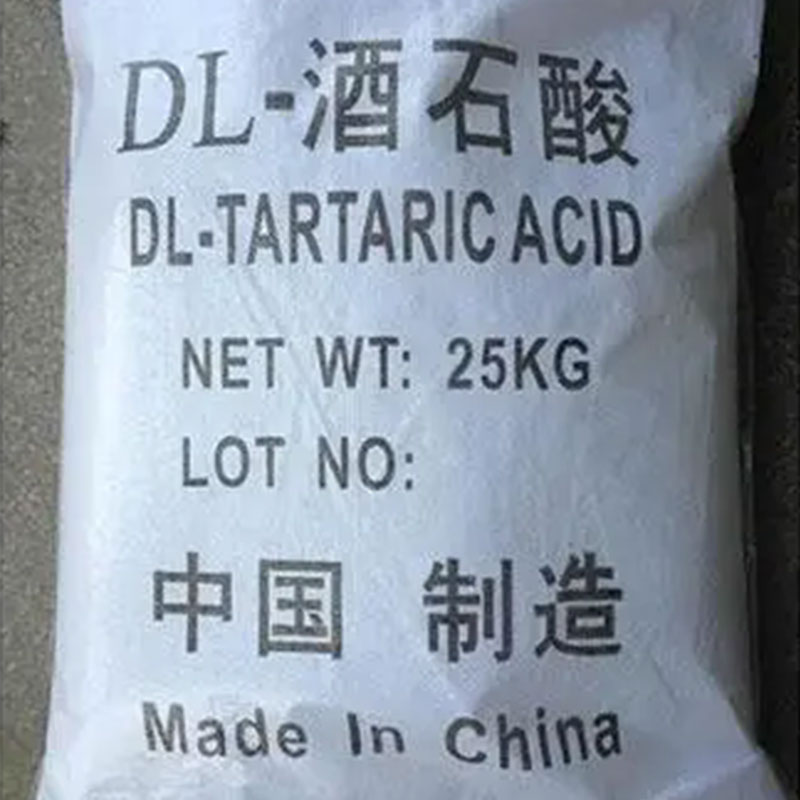 DL-酒石酸
DL-TARTARIC ACID
NET WT: 25KG
LOT NO:
中国 制造
Made In China